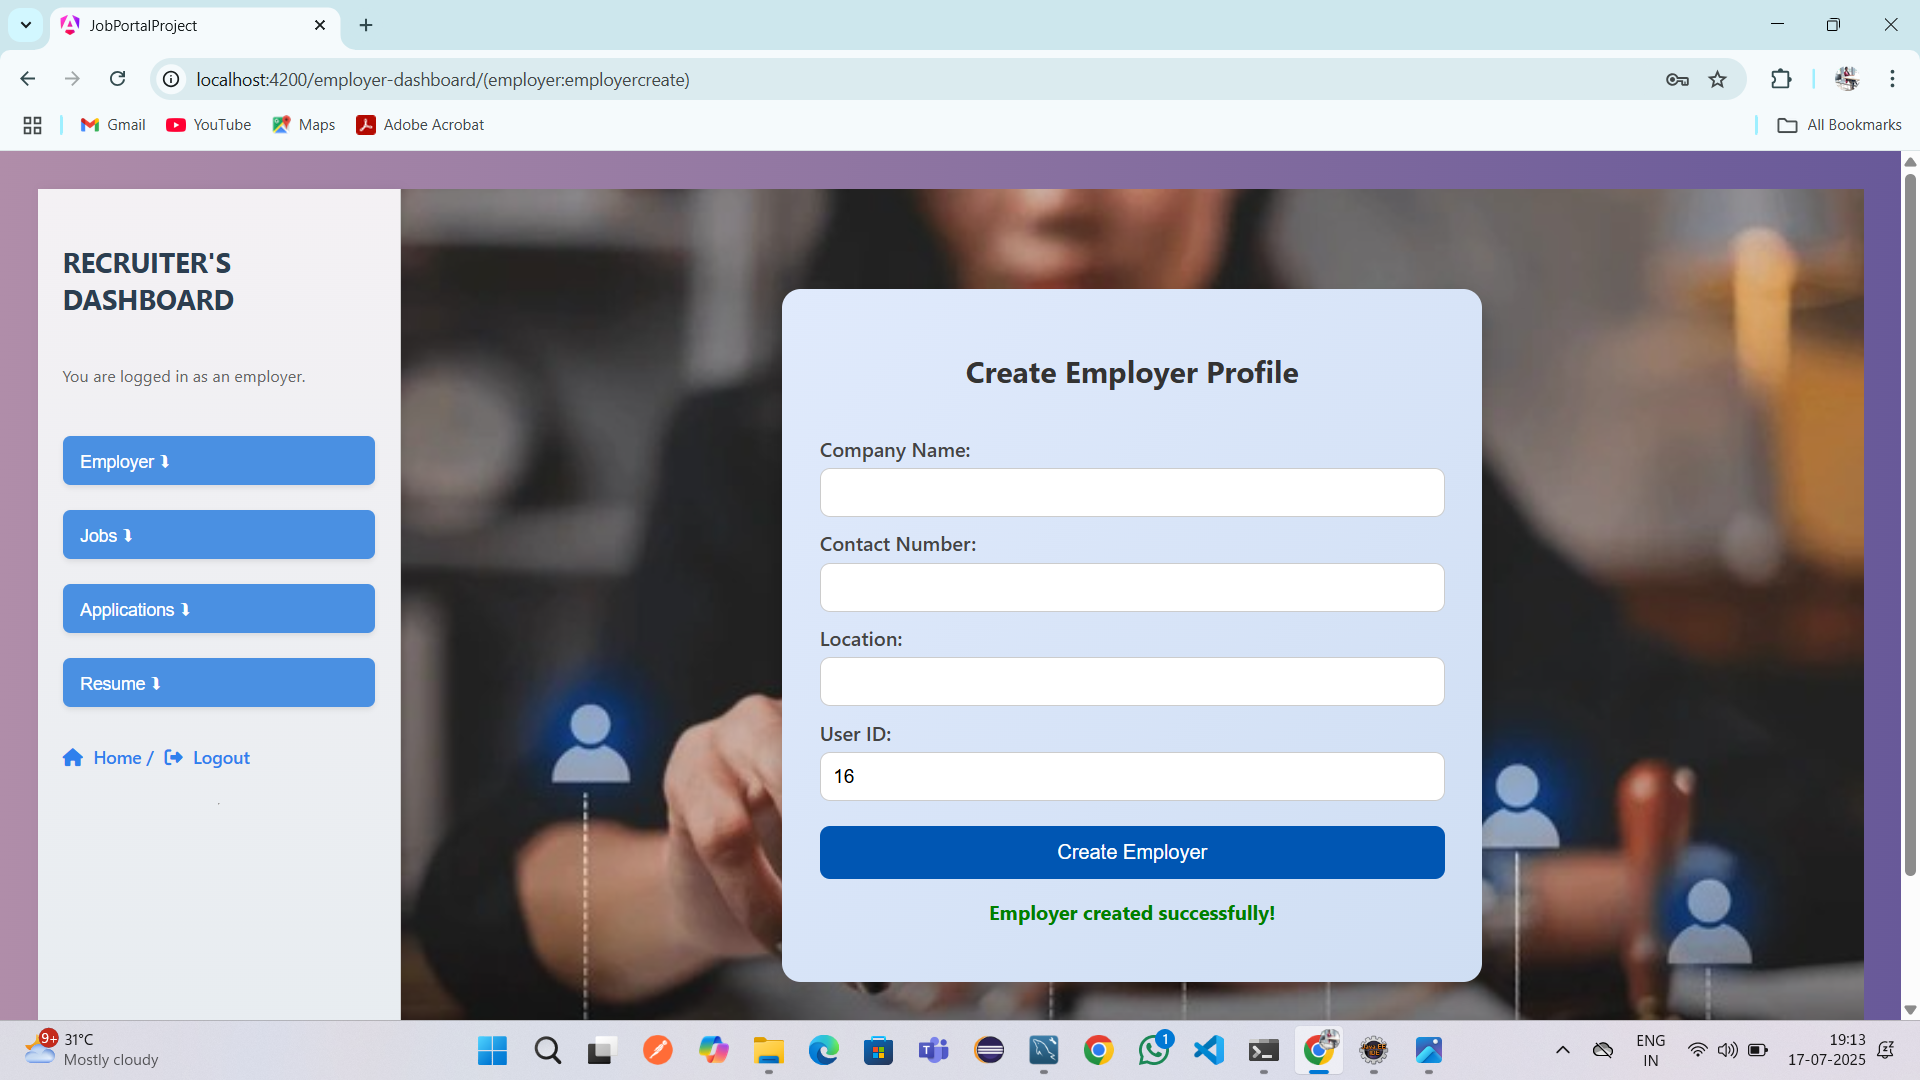 JobPortalProject
localhost:4200/employer-dashboard/(employer:employercreate)
Gmail
YouTube
Maps
Adobe Acrobat
All Bookmarks
RECRUITER'S
DASHBOARD
You are logged in as an employer.
Employer ⮯
Jobs ⮯
Applications ⮯
Resume ⮯
Home / Logout
Create Employer Profile
Company Name:
Contact Number:
Location:
User ID:
16
Create Employer
Employer created successfully!
9+
31°C
Mostly cloudy
1
ENG
IN
19:13
17-07-2025